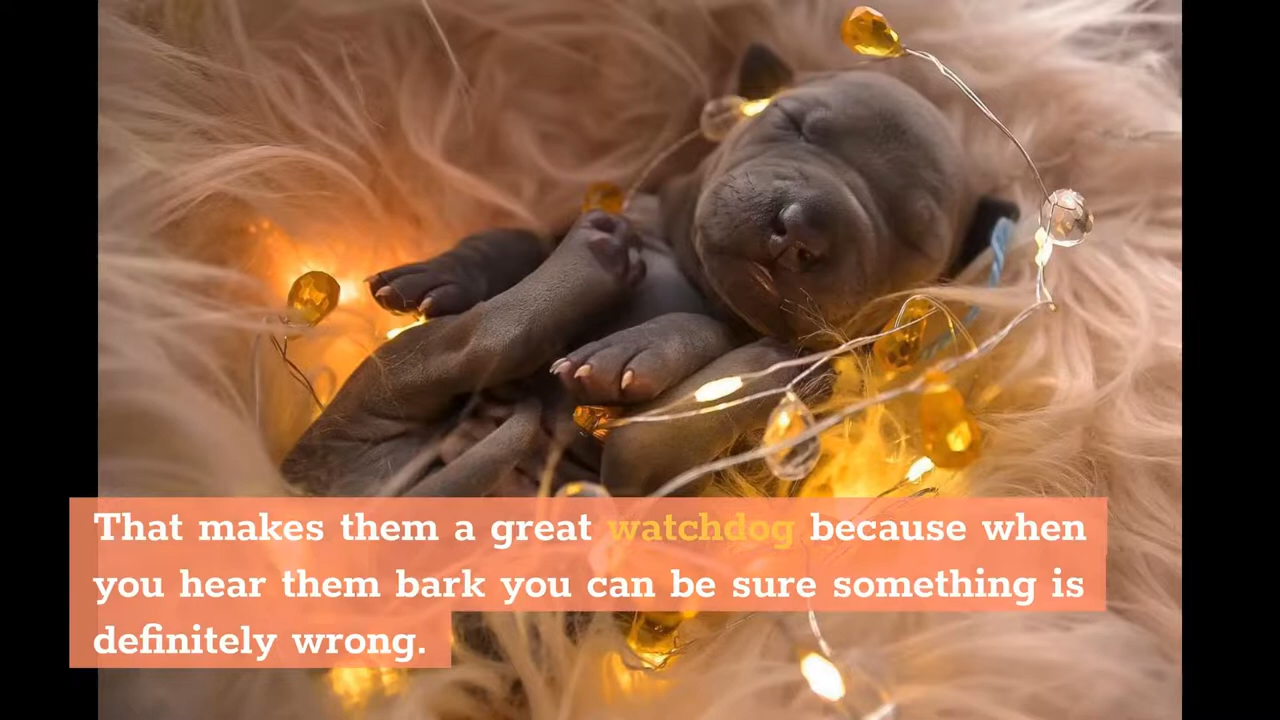 That makes them a great watchdog because when
you hear them bark you can be sure something is
definitely wrong.